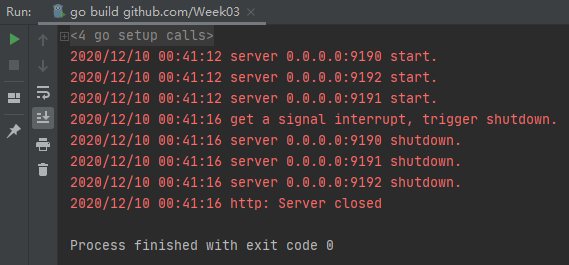 Run: go build github.com/Week03 ×
<4 go setup calls>
2020/12/10 00:41:12 server 0.0.0.0:9190 start.
2020/12/10 00:41:12 server 0.0.0.0:9192 start.
2020/12/10 00:41:12 server 0.0.0.0:9191 start.
2020/12/10 00:41:16 get a signal interrupt, trigger shutdown.
2020/12/10 00:41:16 server 0.0.0.0:9190 shutdown.
2020/12/10 00:41:16 server 0.0.0.0:9191 shutdown.
2020/12/10 00:41:16 server 0.0.0.0:9192 shutdown.
2020/12/10 00:41:16 http: Server closed
Process finished with exit code 0